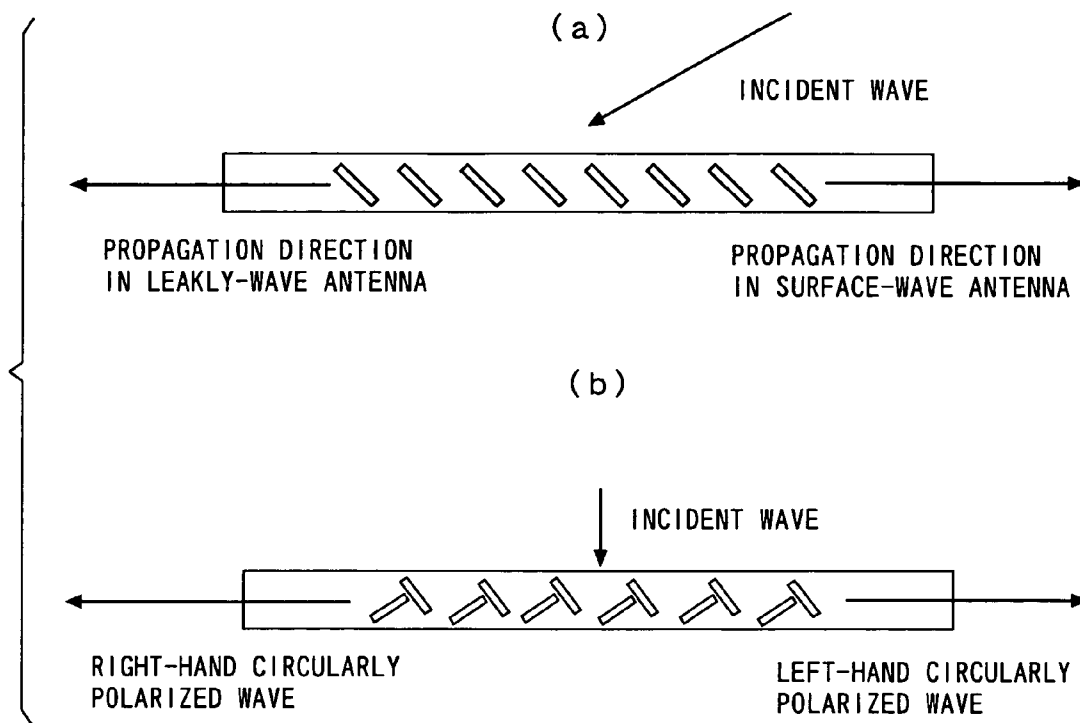 (a)
INCIDENT WAVE
PROPAGATION DIRECTION
IN LEAKLY-WAVE ANTENNA
PROPAGATION DIRECTION
IN SURFACE-WAVE ANTENNA
(b)
INCIDENT WAVE
RIGHT-HAND CIRCULARLY
POLARIZED WAVE
LEFT-HAND CIRCULARLY
POLARIZED WAVE